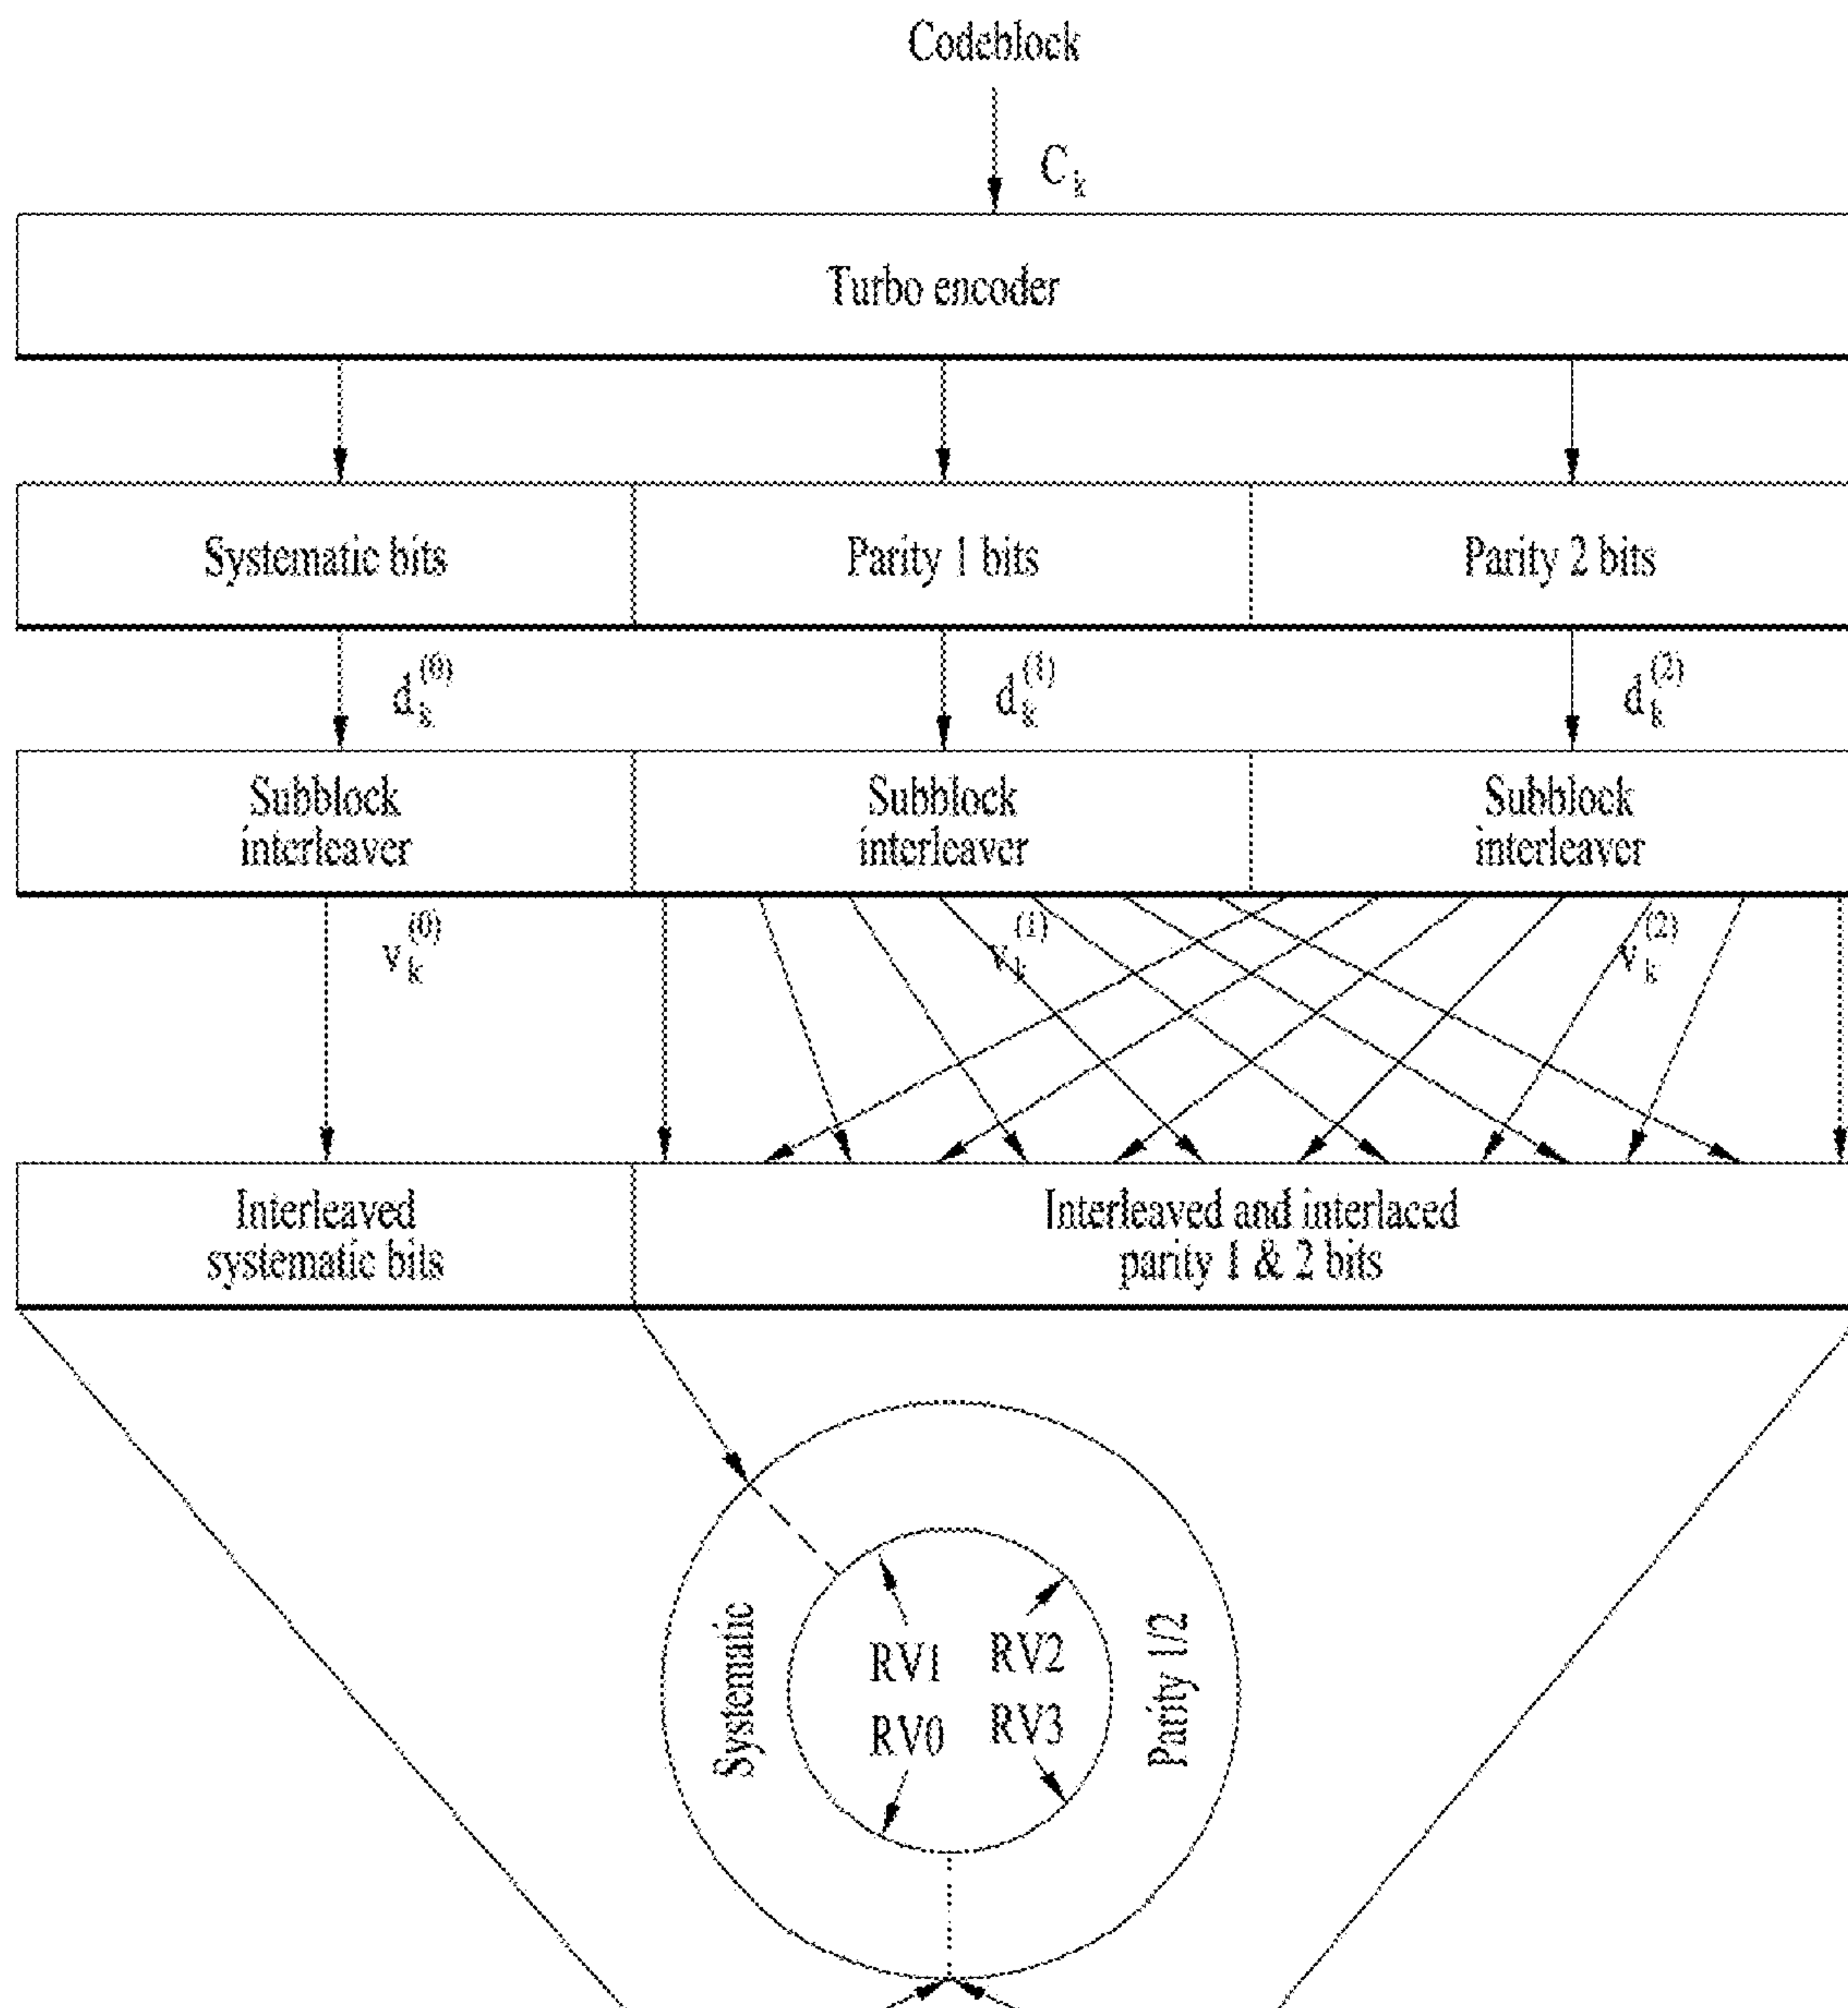 Codeblock
C_k
Turbo encoder
Systematic bits
Parity 1 bits
Parity 2 bits
d_k^(0)
d_k^(1)
d_k^(2)
Subblock
interleaver
Subblock
interleaver
Subblock
interleaver
v_k^(0)
v_k^(1)
v_k^(2)
Interleaved
systematic bits
Interleaved and interlaced
parity 1 & 2 bits
Systematic
RV1
RV2
RV0
RV3
Parity 1/2